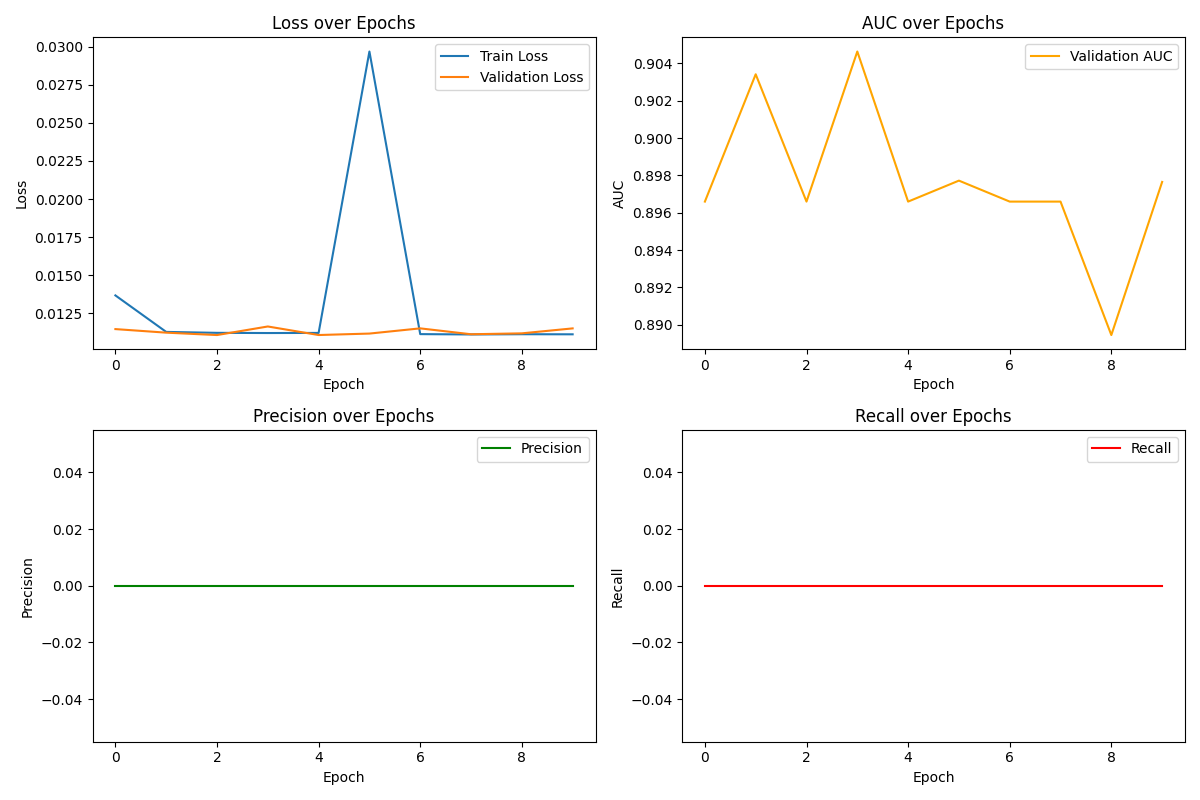 Loss over Epochs
0.0300
0.0275
0.0250
0.0225
0.0200
0.0175
0.0150
0.0125
Loss
Train Loss
Validation Loss
0 2 4 6 8
Epoch
AUC over Epochs
0.904
0.902
0.900
0.898
0.896
0.894
0.892
0.890
AUC
Validation AUC
0 2 4 6 8
Epoch
Precision over Epochs
0.04
0.02
0.00
−0.02
−0.04
Precision
Precision
0 2 4 6 8
Epoch
Recall over Epochs
0.04
0.02
0.00
−0.02
−0.04
Recall
Recall
0 2 4 6 8
Epoch